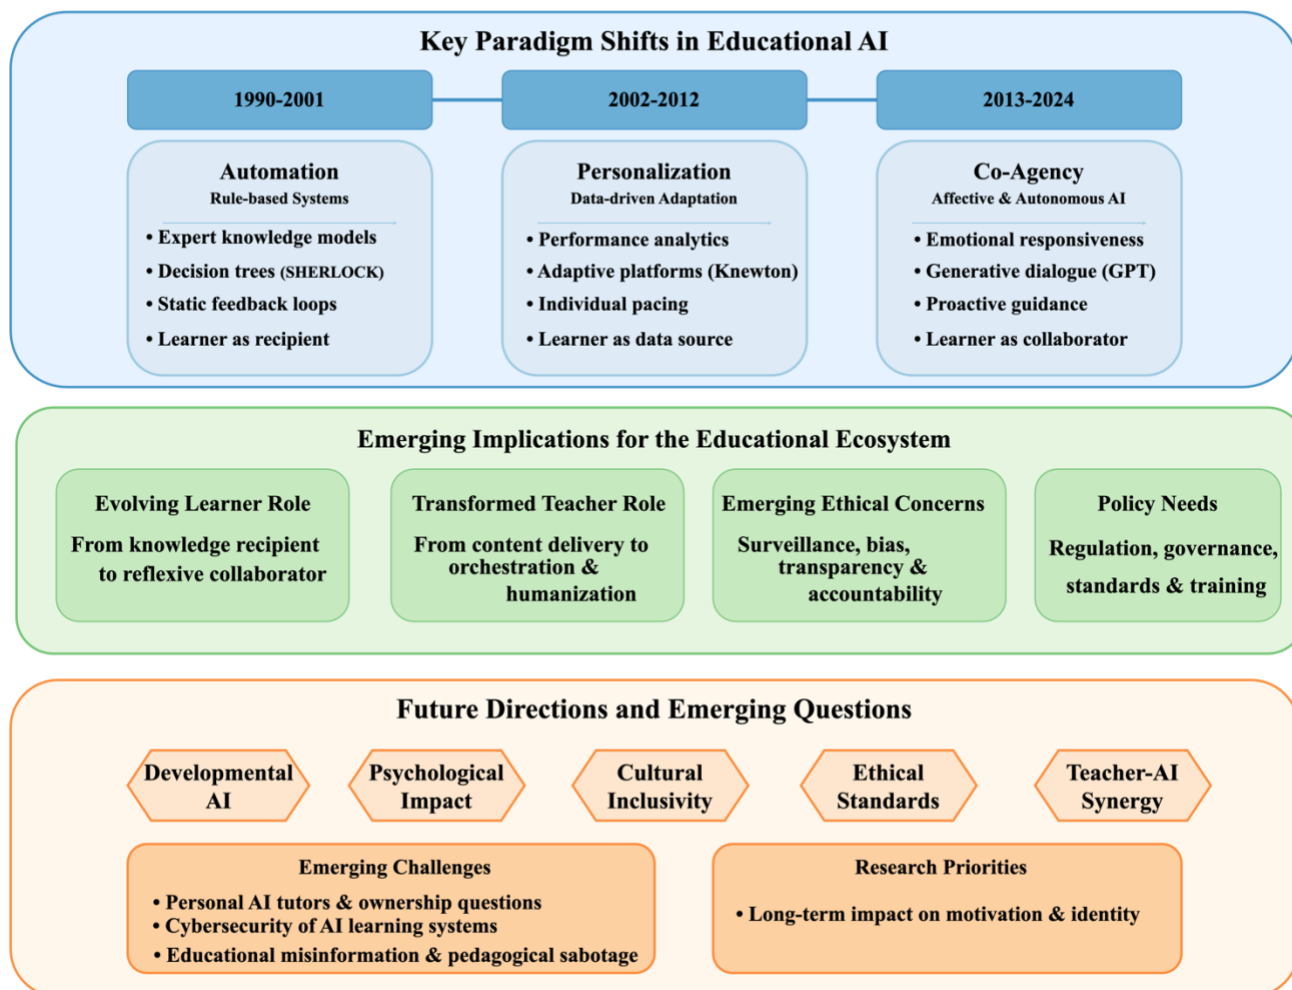 Key Paradigm Shifts in Educational AI
1990-2001
2002-2012
2013-2024
Automation
Rule-based Systems
• Expert knowledge models
• Decision trees (SHERLOCK)
• Static feedback loops
• Learner as recipient
Personalization
Data-driven Adaptation
• Performance analytics
• Adaptive platforms (Knewton)
• Individual pacing
• Learner as data source
Co-Agency
Affective & Autonomous AI
• Emotional responsiveness
• Generative dialogue (GPT)
• Proactive guidance
• Learner as collaborator
Emerging Implications for the Educational Ecosystem
Evolving Learner Role
From knowledge recipient
to reflexive collaborator
Transformed Teacher Role
From content delivery to
orchestration &
humanization
Emerging Ethical Concerns
Surveillance, bias,
transparency &
accountability
Policy Needs
Regulation, governance,
standards & training
Future Directions and Emerging Questions
Developmental
AI
Psychological
Impact
Cultural
Inclusivity
Ethical
Standards
Teacher-AI
Synergy
Emerging Challenges
• Personal AI tutors & ownership questions
• Cybersecurity of AI learning systems
• Educational misinformation & pedagogical sabotage
Research Priorities
• Long-term impact on motivation & identity